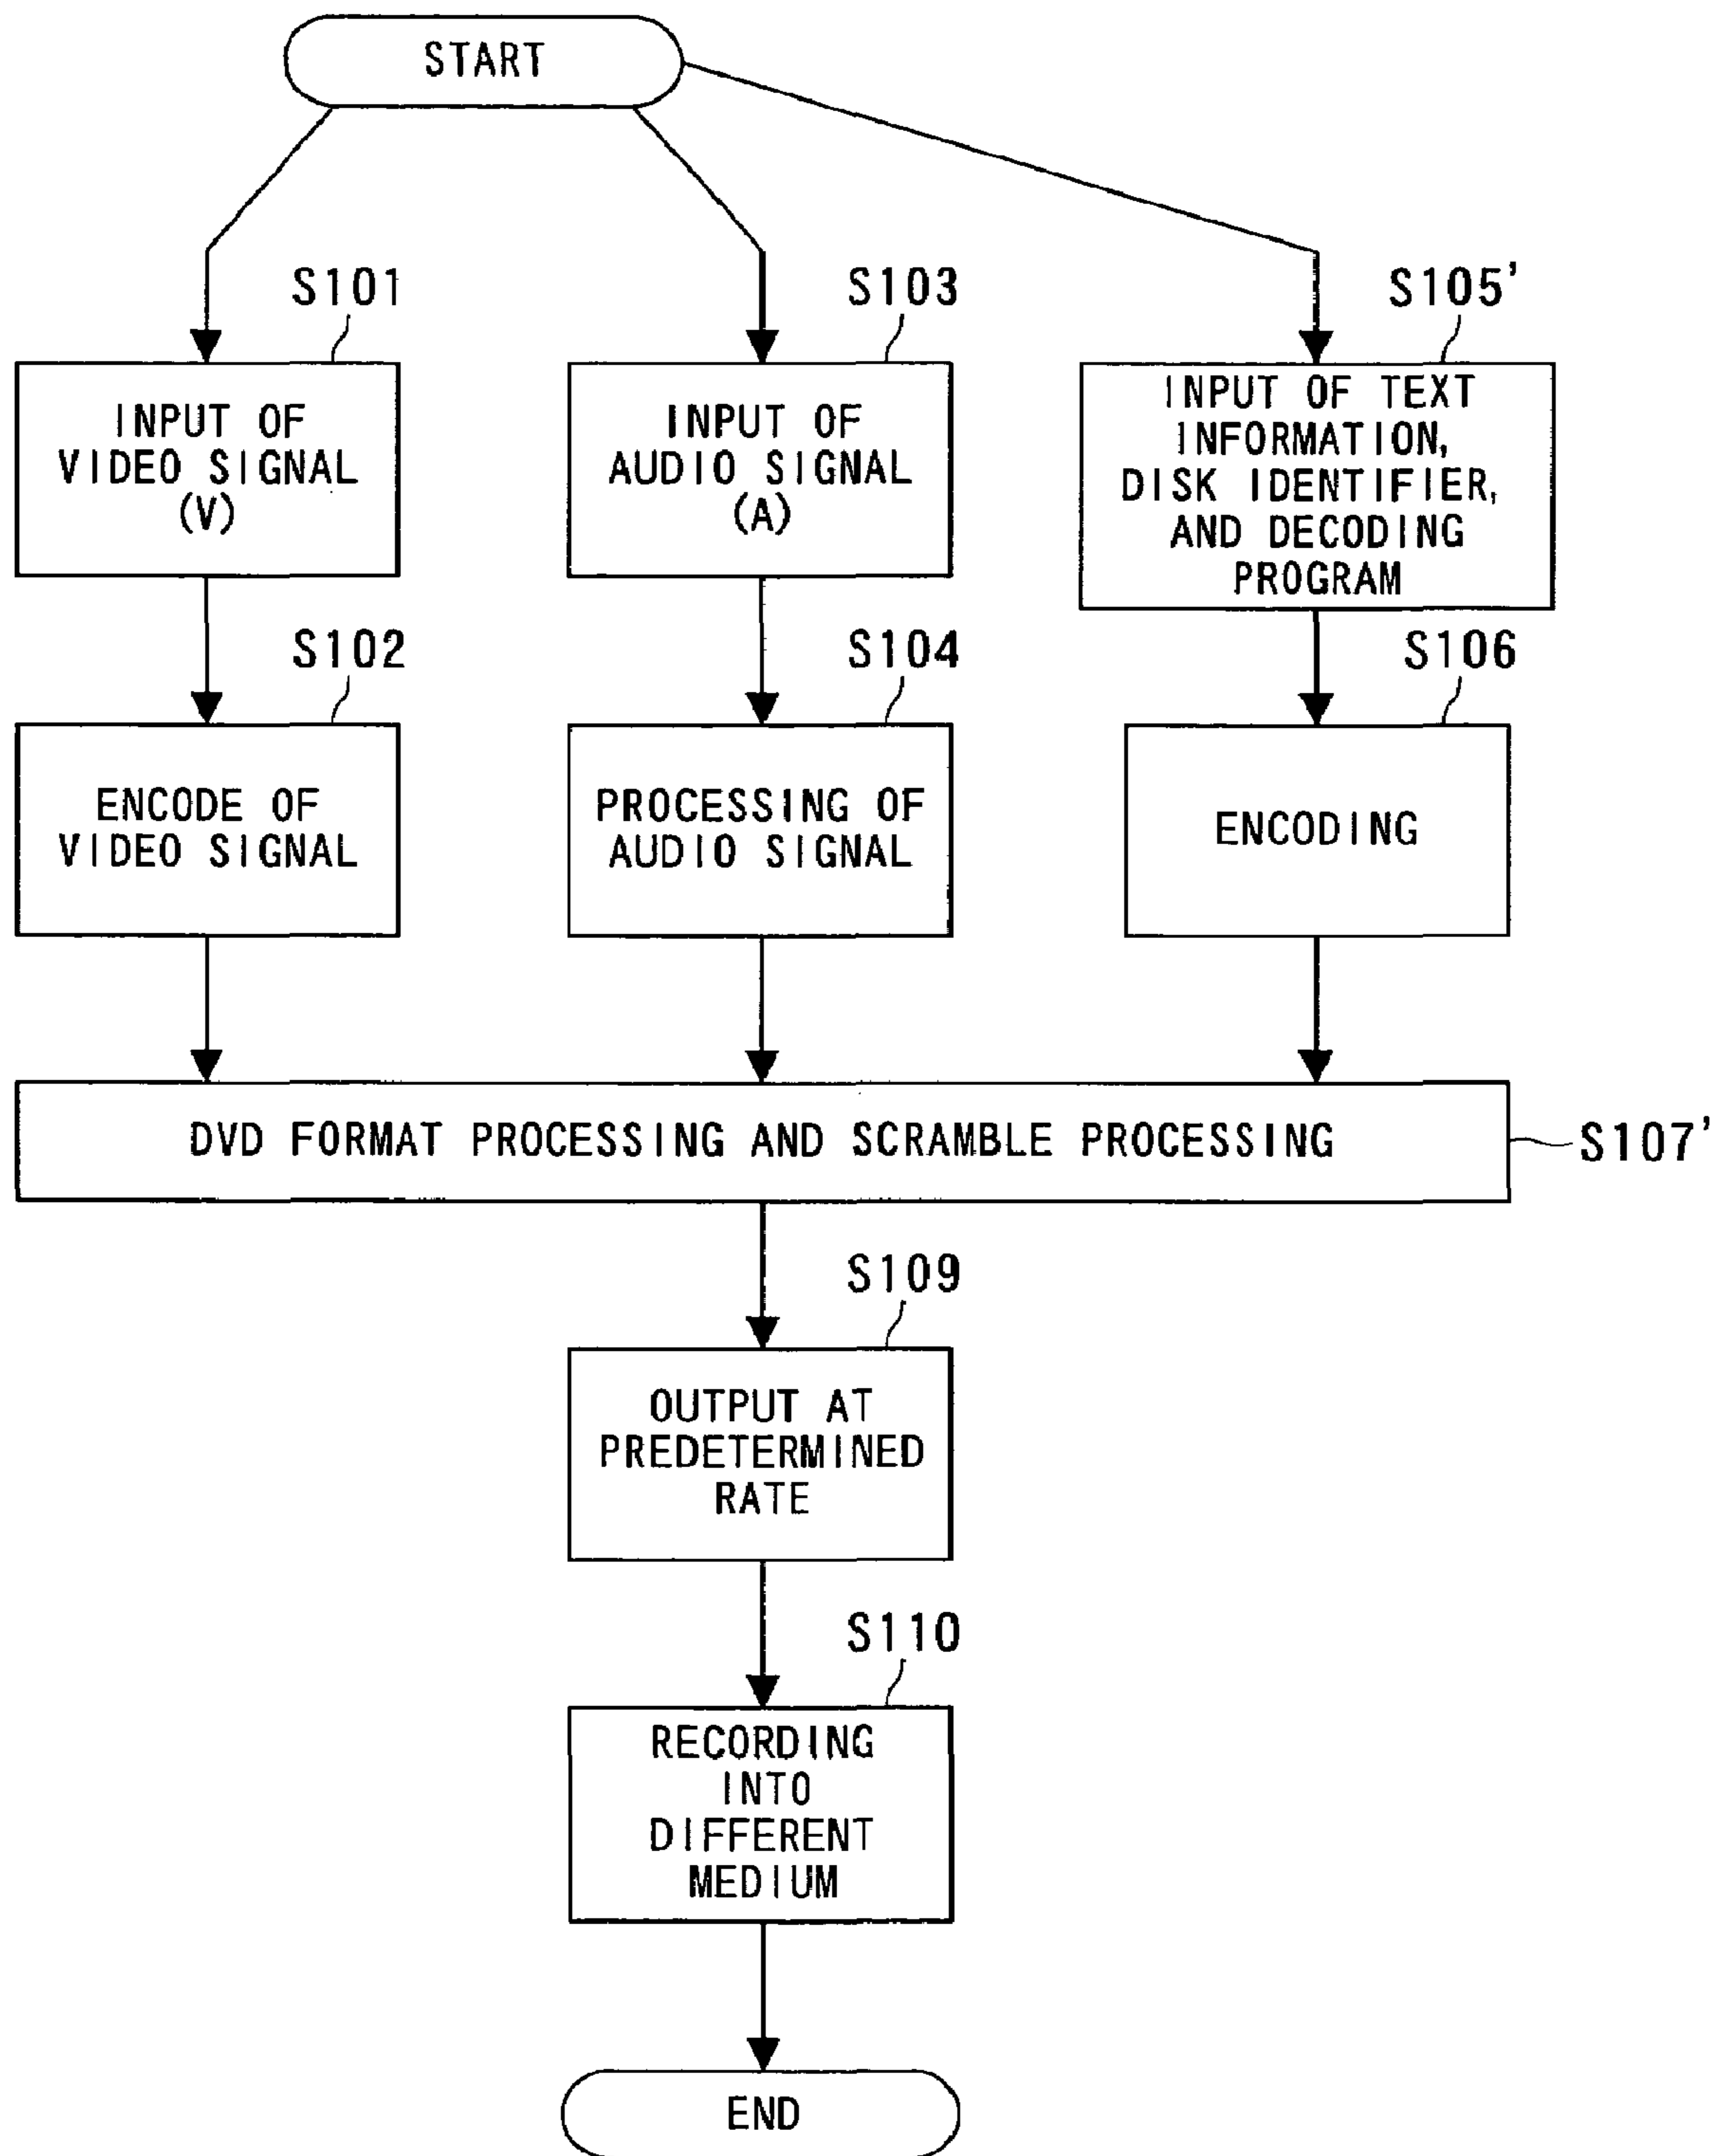 START
S101
INPUT OF
VIDEO SIGNAL
(V)
S103
INPUT OF
AUDIO SIGNAL
(A)
S105'
INPUT OF TEXT
INFORMATION,
DISK IDENTIFIER,
AND DECODING
PROGRAM
S102
ENCODE OF
VIDEO SIGNAL
S104
PROCESSING OF
AUDIO SIGNAL
S106
ENCODING
DVD FORMAT PROCESSING AND SCRAMBLE PROCESSING
S107'
S109
OUTPUT AT
PREDETERMINED
RATE
S110
RECORDING
INTO
DIFFERENT
MEDIUM
END